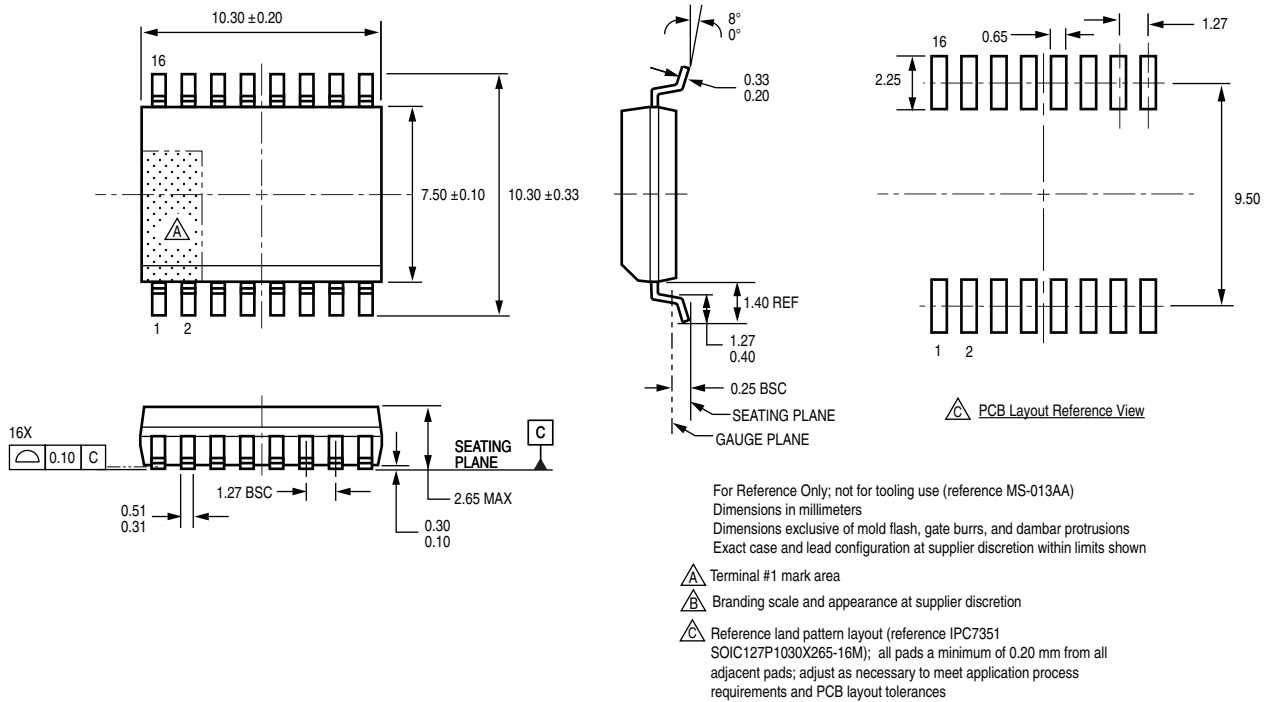 10.30 ±0.20
16
7.50 ±0.10
10.30 ±0.33
A
1 2
8°
0°
0.33
0.20
1.40 REF
1.27
0.40
0.25 BSC
SEATING PLANE
GAUGE PLANE
16
0.65
1.27
2.25
9.50
1 2
C PCB Layout Reference View
16X
0.10 C
SEATING
PLANE
C
1.27 BSC
2.65 MAX
0.51
0.31
0.30
0.10
For Reference Only; not for tooling use (reference MS-013AA)
Dimensions in millimeters
Dimensions exclusive of mold flash, gate burrs, and dambar protrusions
Exact case and lead configuration at supplier discretion within limits shown
A Terminal #1 mark area
B Branding scale and appearance at supplier discretion
C Reference land pattern layout (reference IPC7351
SOIC127P1030X265-16M); all pads a minimum of 0.20 mm from all
adjacent pads; adjust as necessary to meet application process
requirements and PCB layout tolerances